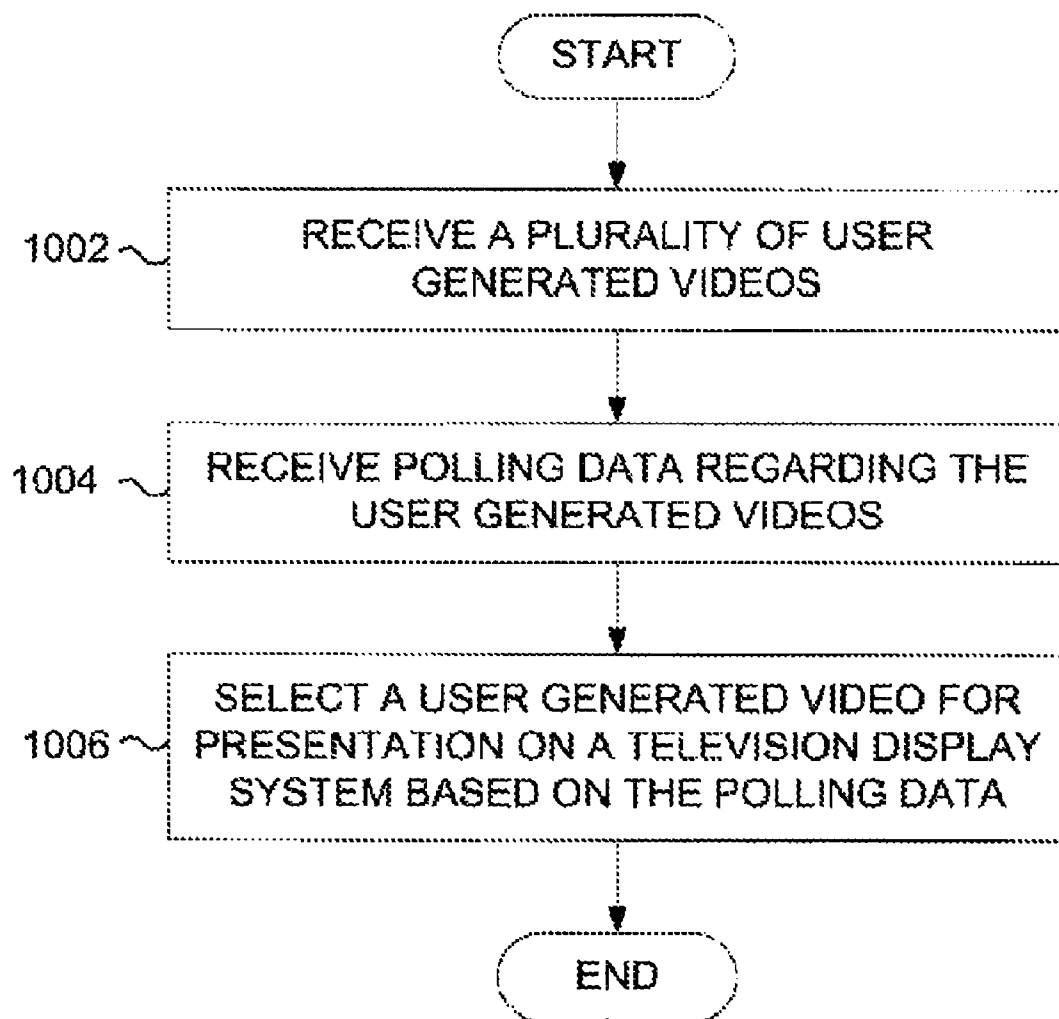 START
1002
RECEIVE A PLURALITY OF USER
GENERATED VIDEOS
1004
RECEIVE POLLING DATA REGARDING THE
USER GENERATED VIDEOS
1006
SELECT A USER GENERATED VIDEO FOR
PRESENTATION ON A TELEVISION DISPLAY
SYSTEM BASED ON THE POLLING DATA
END